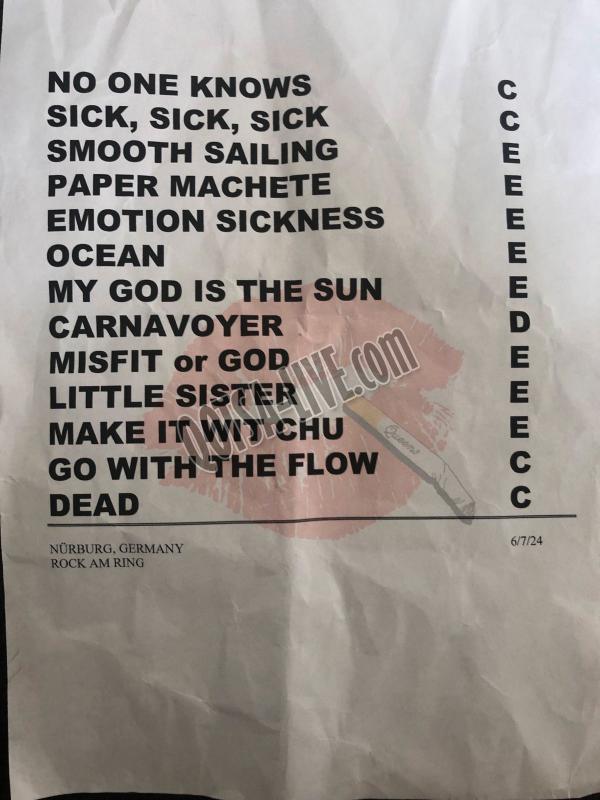 NO ONE KNOWS C
SICK, SICK, SICK C
SMOOTH SAILING E
PAPER MACHETE E
EMOTION SICKNESS E
OCEAN E
MY GOD IS THE SUN E
CARNAVOYER D
MISFIT or GOD E
LITTLE SISTER E
MAKE IT WIT CHU E
GO WITH THE FLOW C
DEAD C
QOTSA-LIVE.com
Queens
NÜRBURG, GERMANY 6/7/24
ROCK AM RING